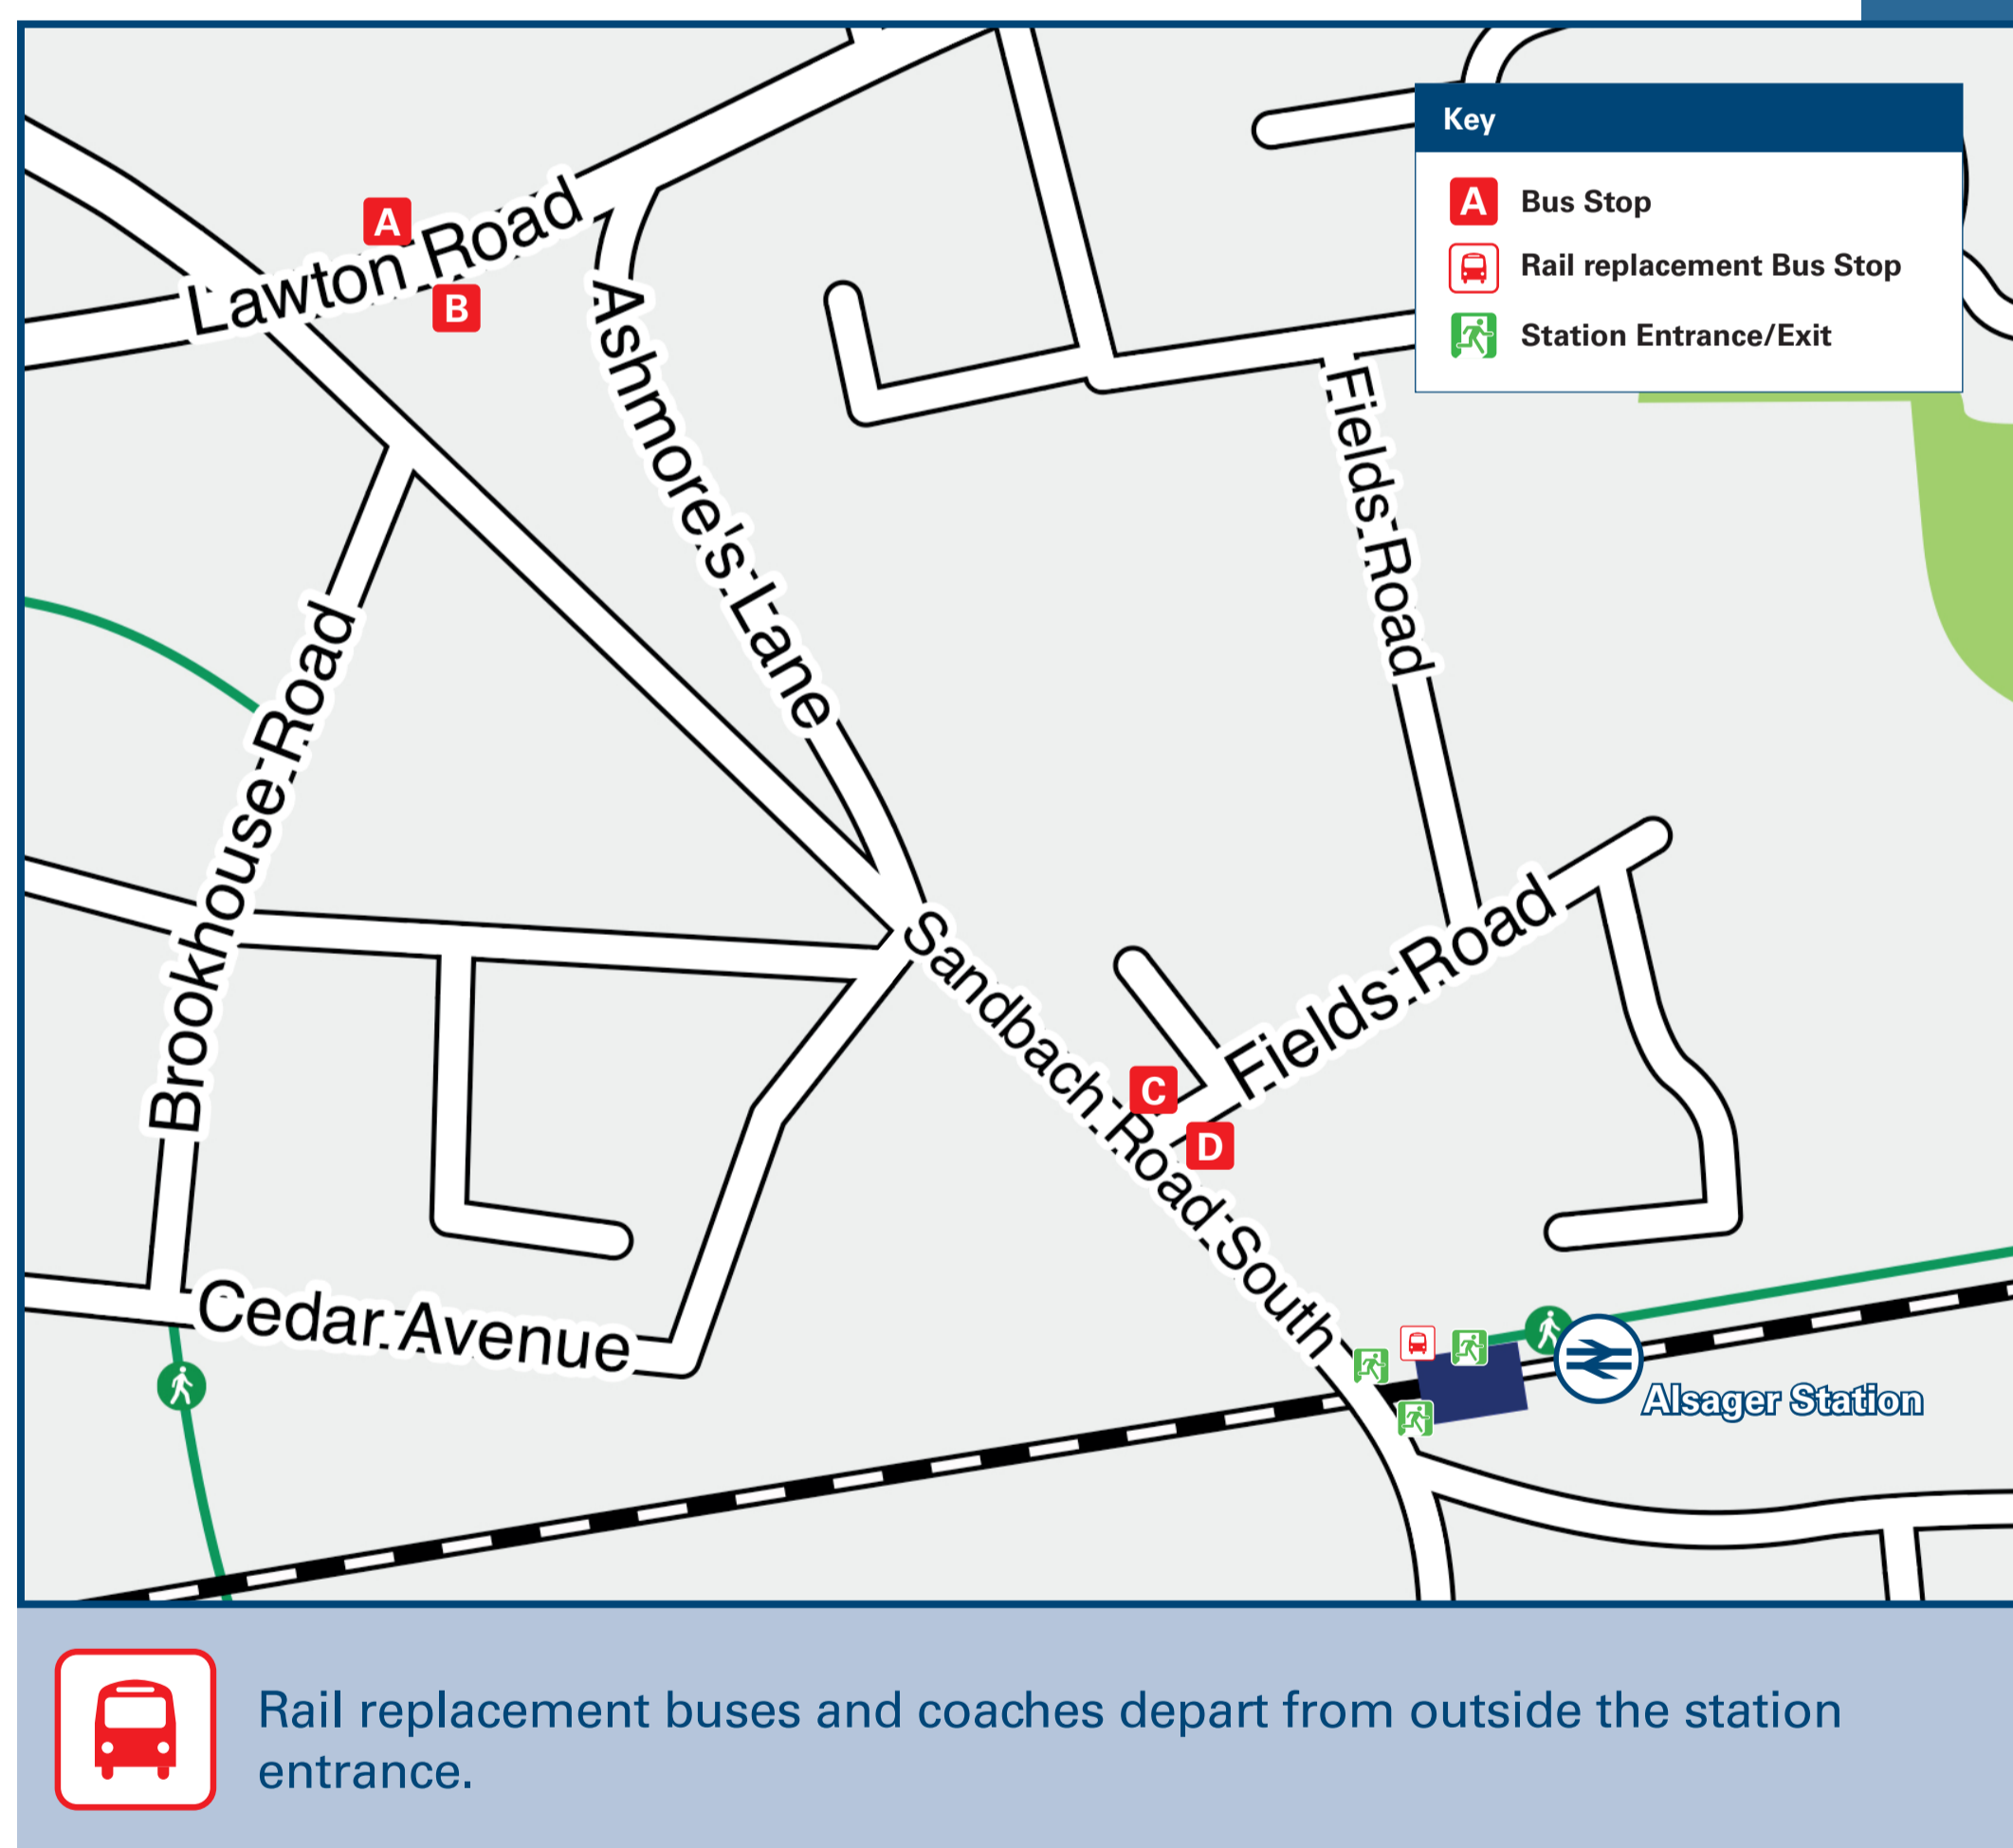 Key
A Bus Stop
Rail replacement Bus Stop
Station Entrance/Exit
A
Lawton Road
B
Ashmore's Lane
Fields Road
Brookhouse Road
Sandbach Road South
Fields Road
C
D
Cedar Avenue
Alsager Station
Rail replacement buses and coaches depart from outside the station
entrance.